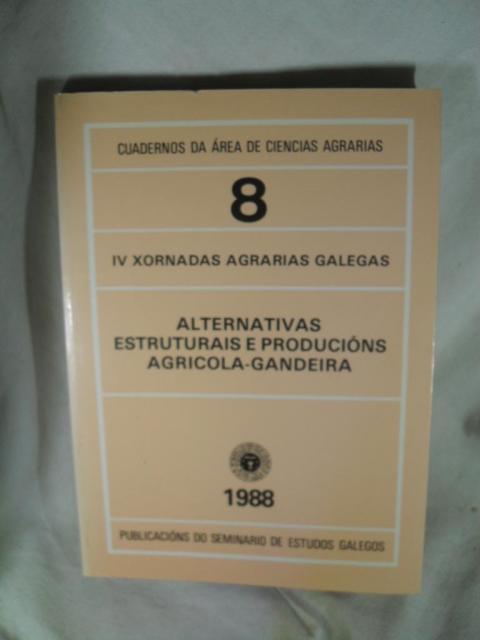 CUADERNOS DA ÁREA DE CIENCIAS AGRARIAS
8
IV XORNADAS AGRARIAS GALEGAS
ALTERNATIVAS
ESTRUTURAIS E PRODUCIÓNS
AGRICOLA-GANDEIRA
1988
PUBLICACIÓNS DO SEMINARIO DE ESTUDOS GALEGOS